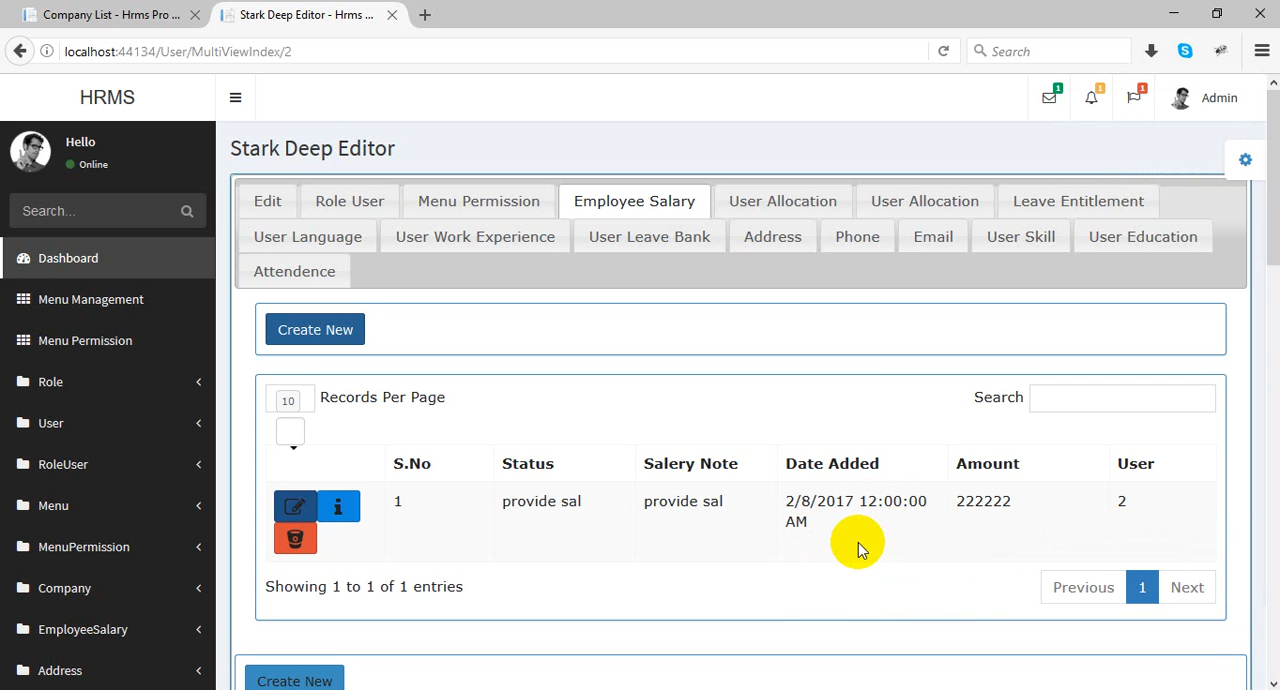 Company List - Hrms Pro ...
Stark Deep Editor - Hrms ...
localhost:44134/User/MultiViewIndex/2
Search
HRMS
1
1
1
Admin
Hello
Online
Search...
Dashboard
Menu Management
Menu Permission
Role
User
RoleUser
Menu
MenuPermission
Company
EmployeeSalary
Address
Stark Deep Editor
Edit Role User Menu Permission Employee Salary User Allocation User Allocation Leave Entitlement
User Language User Work Experience User Leave Bank Address Phone Email User Skill User Education
Attendence
Create New
10 Records Per Page Search
S.No Status Salery Note Date Added Amount User
1 provide sal provide sal 2/8/2017 12:00:00 222222 2
AM
Showing 1 to 1 of 1 entries Previous 1 Next
Create New